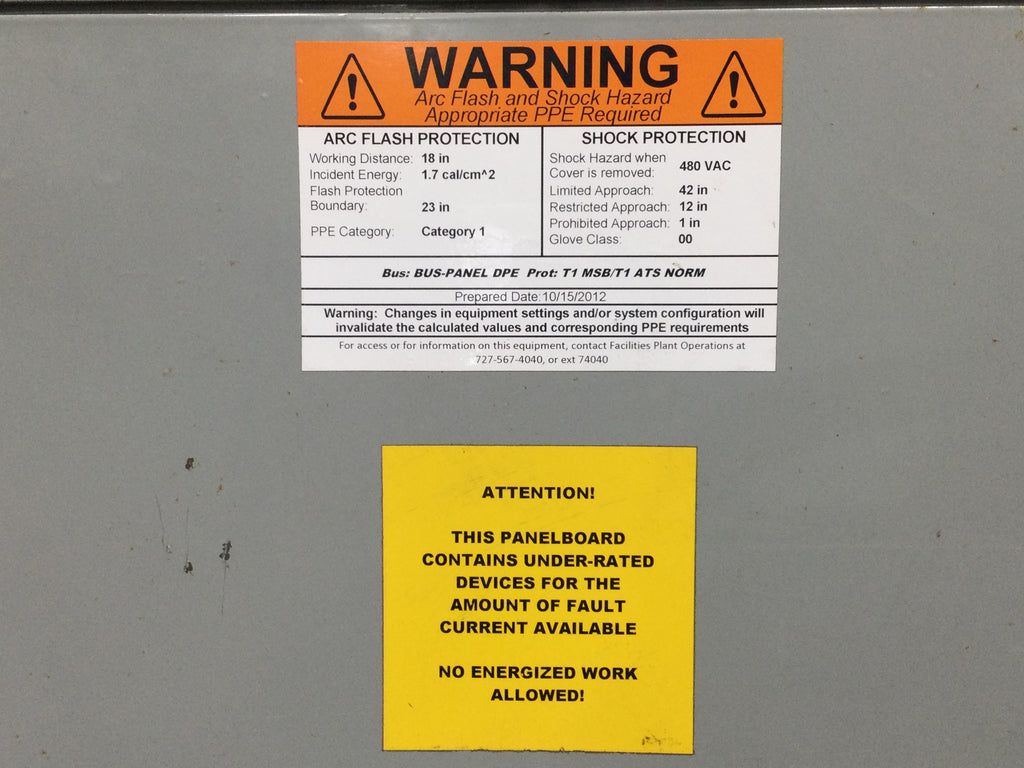 WARNING
Arc Flash and Shock Hazard
Appropriate PPE Required
ARC FLASH PROTECTION
Working Distance: 18 in
Incident Energy: 1.7 cal/cm^2
Flash Protection
Boundary: 23 in
PPE Category: Category 1
SHOCK PROTECTION
Shock Hazard when
Cover is removed: 480 VAC
Limited Approach: 42 in
Restricted Approach: 12 in
Prohibited Approach: 1 in
Glove Class: 00
Bus: BUS-PANEL DPE Prot: T1 MSB/T1 ATS NORM
Prepared Date:10/15/2012
Warning: Changes in equipment settings and/or system configuration will
invalidate the calculated values and corresponding PPE requirements
For access or for information on this equipment, contact Facilities Plant Operations at
727-567-4040, or ext 74040
ATTENTION!
THIS PANELBOARD
CONTAINS UNDER-RATED
DEVICES FOR THE
AMOUNT OF FAULT
CURRENT AVAILABLE
NO ENERGIZED WORK
ALLOWED!